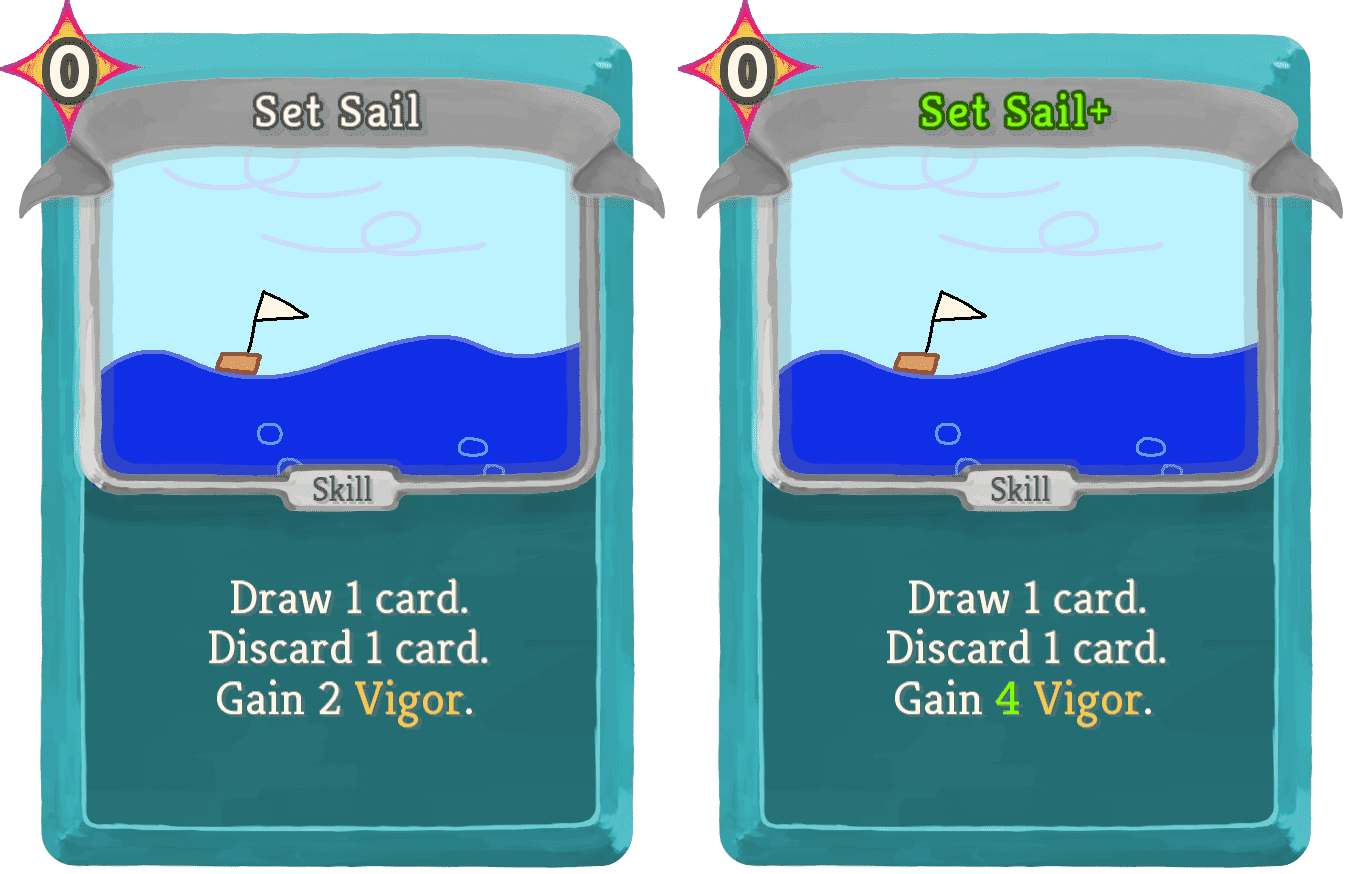 0
Set Sail
Skill
Draw 1 card.
Discard 1 card.
Gain 2 Vigor.
0
Set Sail+
Skill
Draw 1 card.
Discard 1 card.
Gain 4 Vigor.